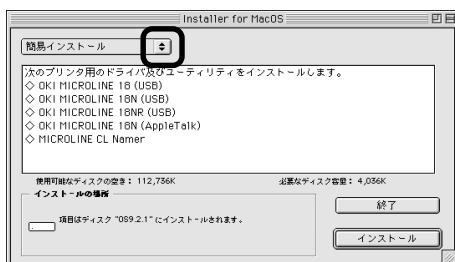 Installer for MacOS
簡易インストール
次のプリンタ用のドライバ及びユーティリティをインストールします。
◇ OKI MICROLINE 18 (USB)
◇ OKI MICROLINE 18N (USB)
◇ OKI MICROLINE 18NR (USB)
◇ OKI MICROLINE 18N (AppleTalk)
◇ MICROLINE CL Namer
使用可能なディスクの空き： 112,736K 必要なディスク容量： 4,036K
インストールの場所
項目はディスク "OS9.2.1" にインストールされます。
終了
インストール